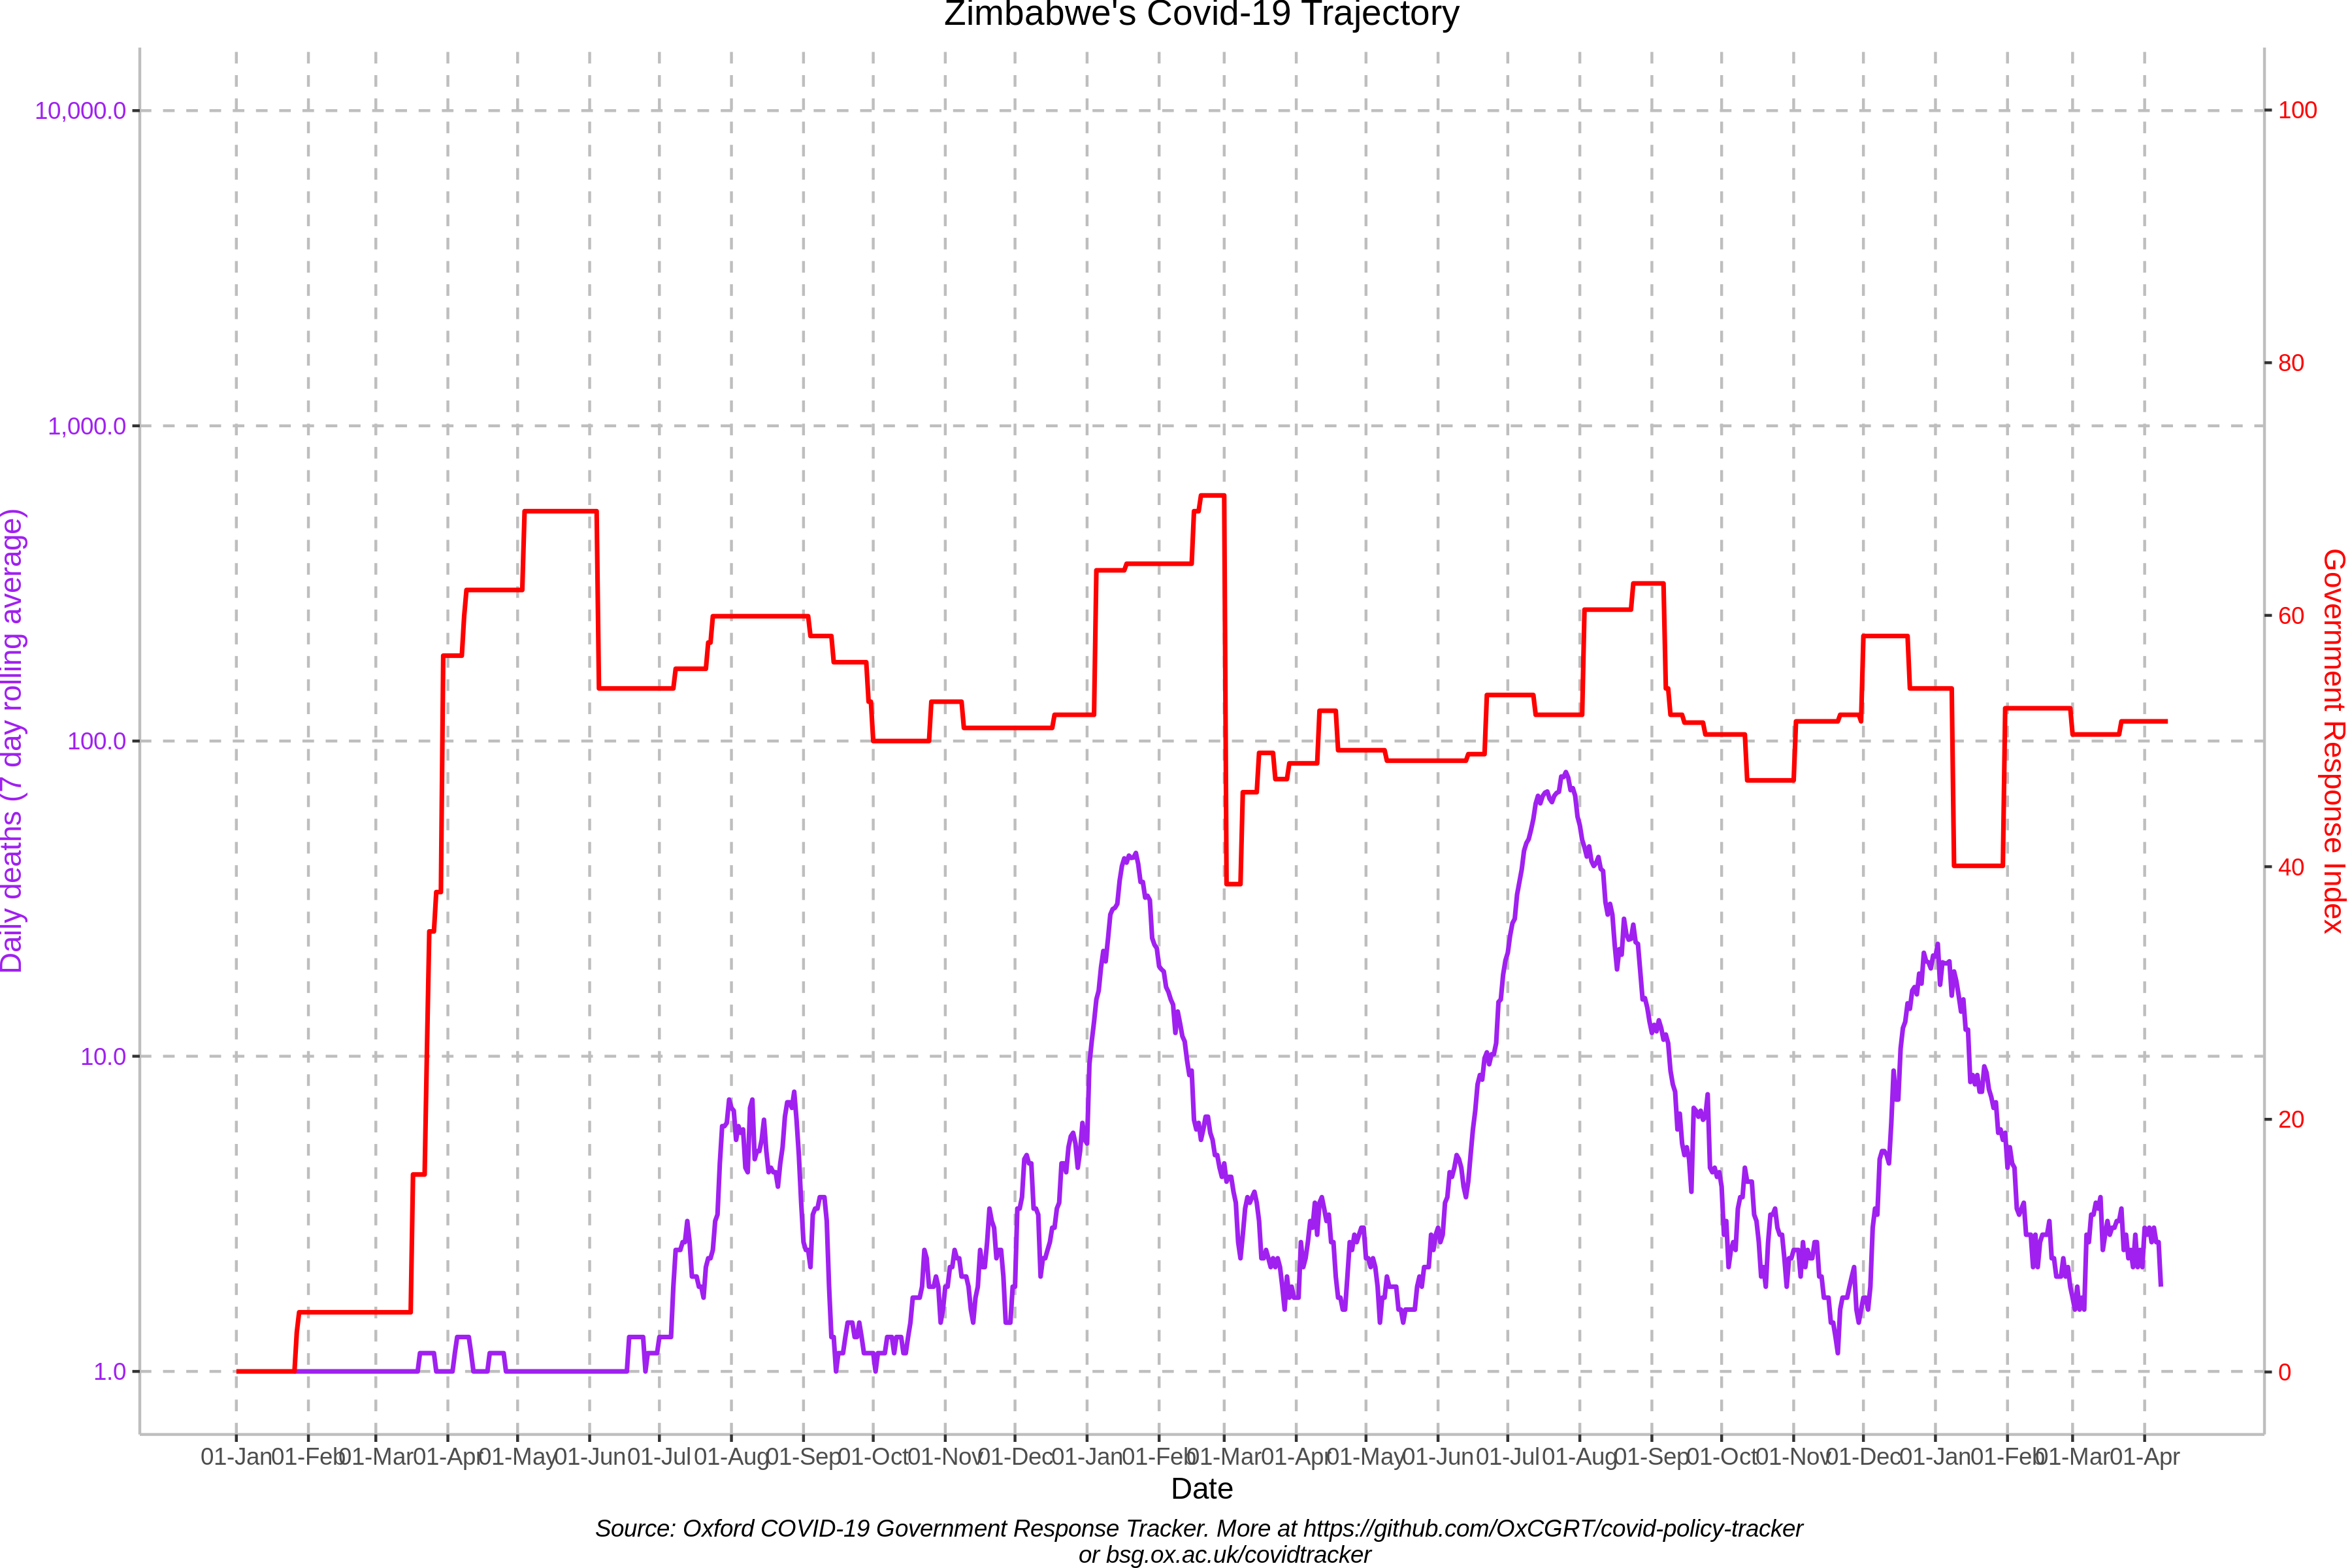 Zimbabwe's Covid-19 Trajectory
10,000.0
1,000.0
100.0
10.0
1.0
Daily deaths (7 day rolling average)
100
80
60
40
20
0
Government Response Index
01-Jan 01-Feb 01-Mar 01-Apr 01-May 01-Jun 01-Jul 01-Aug 01-Sep 01-Oct 01-Nov 01-Dec 01-Jan 01-Feb 01-Mar 01-Apr 01-May 01-Jun 01-Jul 01-Aug 01-Sep 01-Oct 01-Nov 01-Dec 01-Jan 01-Feb 01-Mar 01-Apr
Date
Source: Oxford COVID-19 Government Response Tracker. More at https://github.com/OxCGRT/covid-policy-tracker
or bsg.ox.ac.uk/covidtracker